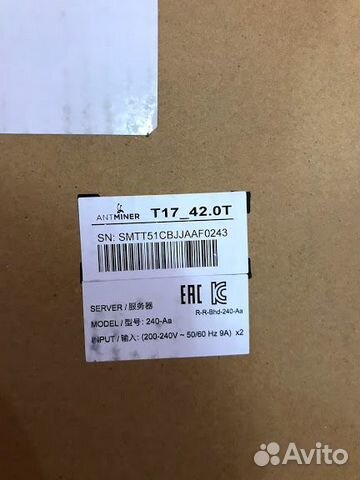 ANTMINER T17_42.0T
SN: SMTT51CBJJAAF0243
EAC
SERVER / 服务器
R-R-Bhd-240-Aa
MODEL / 型号: 240-Aa
INPUT / 输入: (200-240V ~ 50/60 Hz 9A) x2
Avito